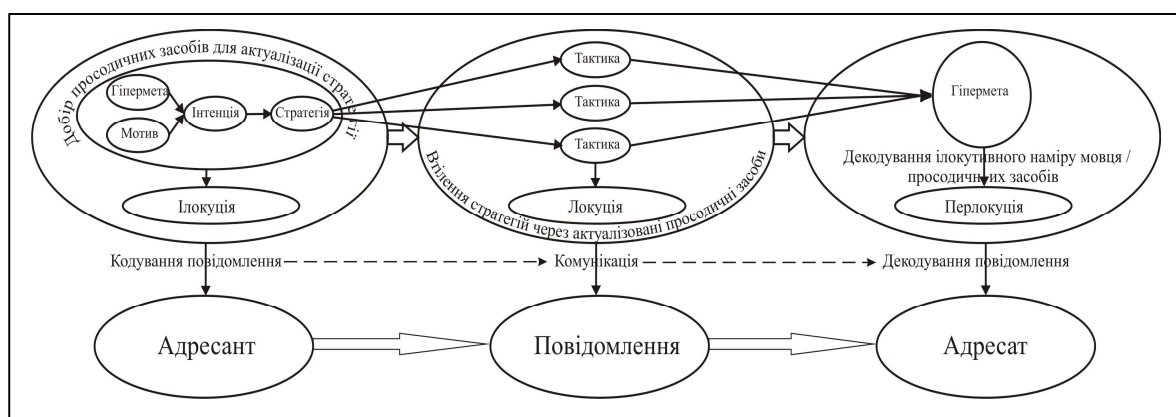 Добір просодичних засобів для актуалізації стратегії
Гіпермета
Мотив
Інтенція
Стратегія
Ілокуція
Тактика
Тактика
Тактика
Локуція
Втілення стратегій через актуалізовані просодичні засоби
Гіпермета
Декодування ілокутивного наміру мовця /
просодичних засобів
Перлокуція
Кодування повідомлення
Комунікація
Декодування повідомлення
Адресант
Повідомлення
Адресат